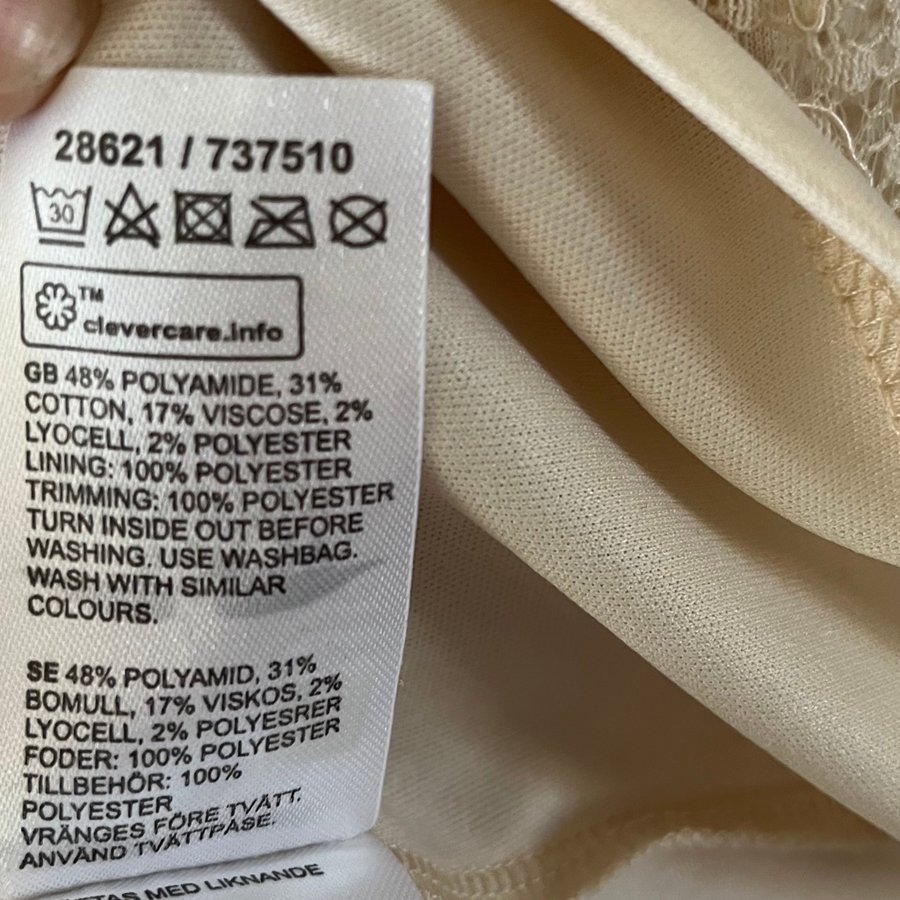 28621 / 737510
30
TM
clevercare.info
GB 48% POLYAMIDE, 31%
COTTON, 17% VISCOSE, 2%
LYOCELL, 2% POLYESTER
LINING: 100% POLYESTER
TRIMMING: 100% POLYESTER
TURN INSIDE OUT BEFORE
WASHING. USE WASHBAG.
WASH WITH SIMILAR
COLOURS.
SE 48% POLYAMID, 31%
BOMULL, 17% VISKOS, 2%
LYOCELL, 2% POLYESRER
FODER: 100% POLYESTER
TILLBEHÖR: 100%
POLYESTER
VRÄNGES FÖRE TVÄTT.
ANVÄND TVÄTTPÅSE.
MED LIKNANDE